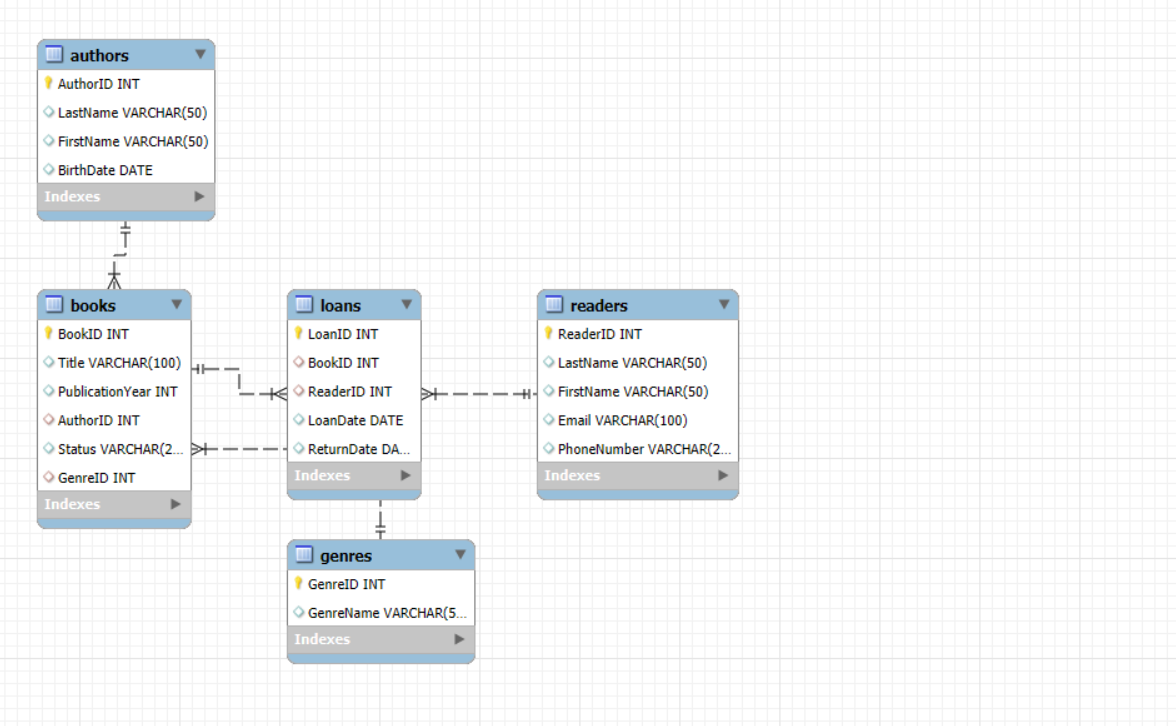 authors
AuthorID INT
LastName VARCHAR(50)
FirstName VARCHAR(50)
BirthDate DATE
Indexes
books
BookID INT
Title VARCHAR(100)
PublicationYear INT
AuthorID INT
Status VARCHAR(2...
GenreID INT
Indexes
loans
LoanID INT
BookID INT
ReaderID INT
LoanDate DATE
ReturnDate DA...
Indexes
readers
ReaderID INT
LastName VARCHAR(50)
FirstName VARCHAR(50)
Email VARCHAR(100)
PhoneNumber VARCHAR(2...
Indexes
genres
GenreID INT
GenreName VARCHAR(5...
Indexes